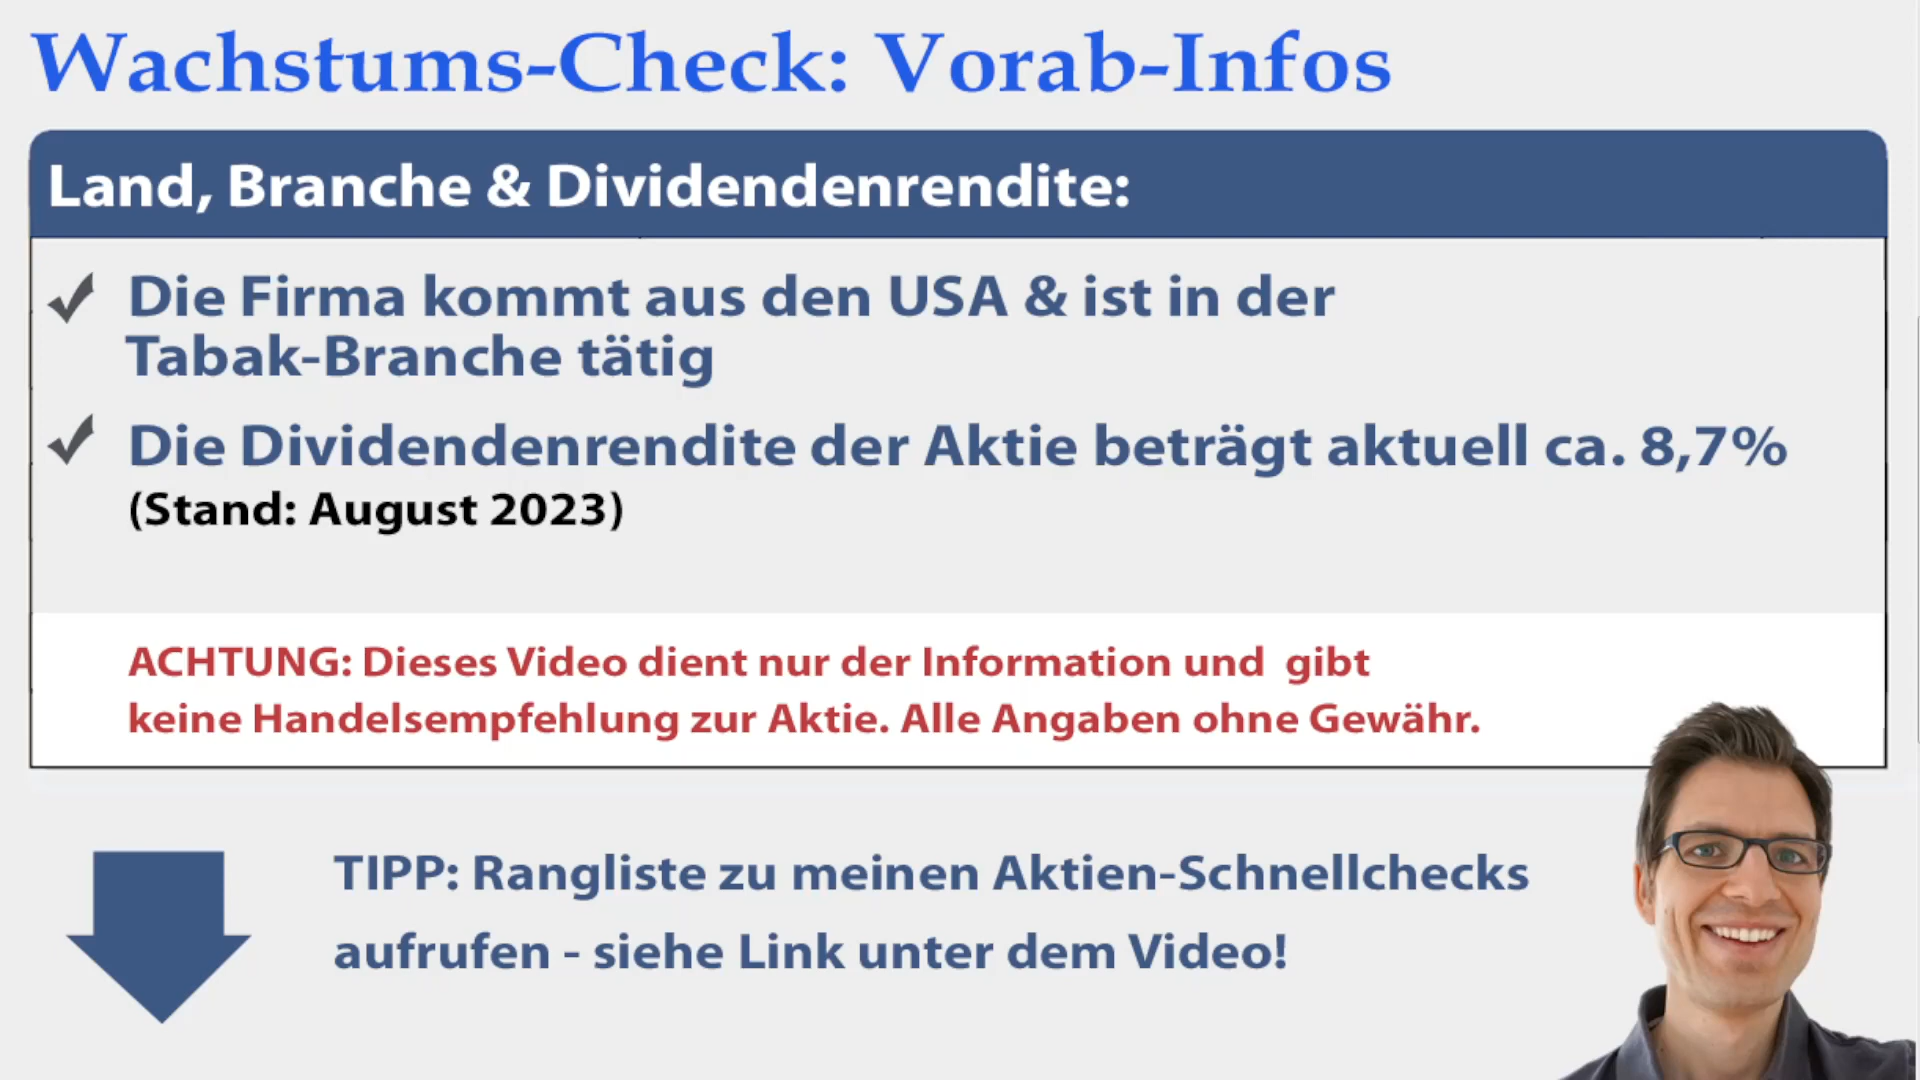 Wachstums-Check: Vorab-Infos
Land, Branche & Dividendenrendite:
Die Firma kommt aus den USA & ist in der
Tabak-Branche tätig
Die Dividendenrendite der Aktie beträgt aktuell ca. 8,7%
(Stand: August 2023)
ACHTUNG: Dieses Video dient nur der Information und gibt
keine Handelsempfehlung zur Aktie. Alle Angaben ohne Gewähr.
TIPP: Rangliste zu meinen Aktien-Schnellchecks
aufrufen - siehe Link unter dem Video!